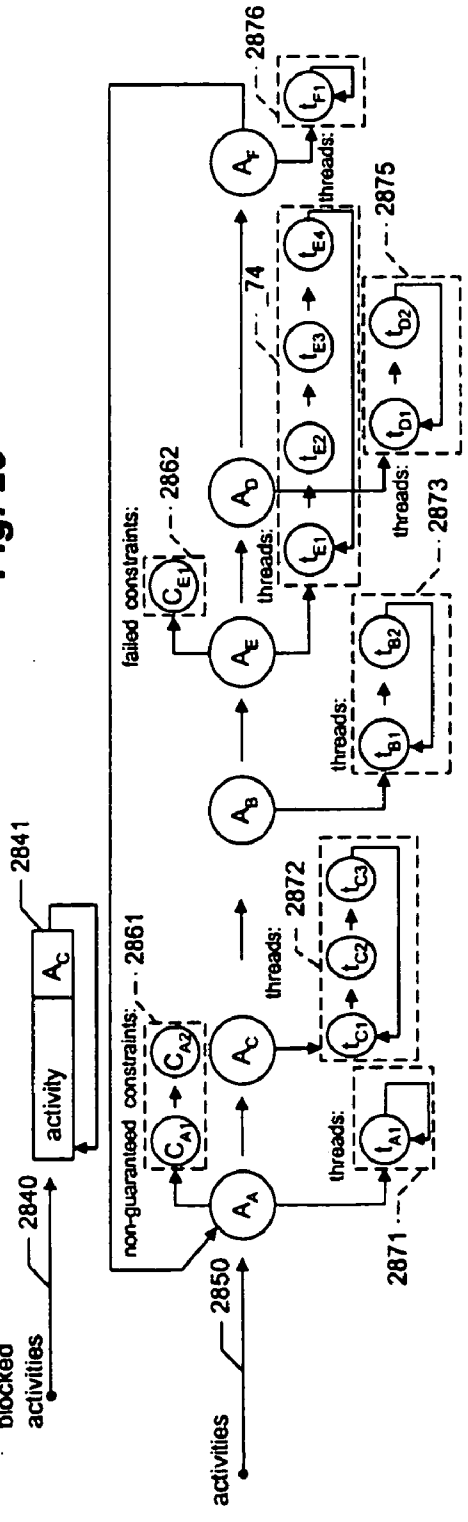 Fig.
blocked
activities
2840
activity
A_C
2841
activities
2850
non-guaranteed constraints:
C_A1
C_A2
2861
failed constraints:
C_E1
2862
A_A
A_C
A_B
A_E
A_D
A_F
threads:
t_A1
2871
threads:
t_C1
t_C2
t_C3
2872
threads:
t_B1
t_B2
2873
threads:
t_E1
t_E2
t_E3
t_E4
74
threads:
t_D1
t_D2
2875
threads:
t_F1
2876